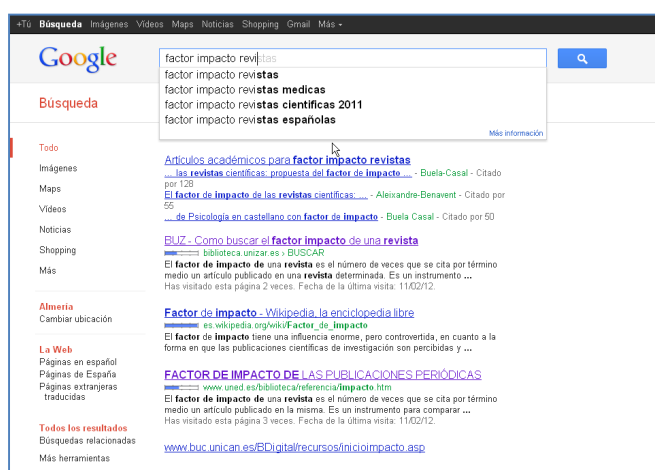 +Tú Búsqueda Imágenes Vídeos Maps Noticias Shopping Gmail Más
Google
factor impacto revistas
factor impacto revistas
factor impacto revistas medicas
factor impacto revistas cientificas 2011
factor impacto revistas españolas
Más información
Búsqueda
Todo
Imágenes
Maps
Vídeos
Noticias
Shopping
Más
Almería
Cambiar ubicación
La Web
Páginas en español
Páginas de España
Páginas extranjeras
traducidas
Todos los resultados
Búsquedas relacionadas
Más herramientas
Artículos académicos para factor impacto revistas
... las revistas científicas: propuesta del factor de impacto ... - Buela-Casal - Citado
por 128
El factor de impacto de las revistas científicas: ... - Aleixandre-Benavent - Citado por
55
... de Psicología en castellano con factor de impacto - Buela Casal - Citado por 50
BUZ - Como buscar el factor impacto de una revista
biblioteca.unizar.es › BUSCAR
El factor de impacto de una revista es el número de veces que se cita por término
medio un artículo publicado en una revista determinada. Es un instrumento ...
Has visitado esta página 2 veces. Fecha de la última visita: 11/02/12.
Factor de impacto - Wikipedia, la enciclopedia libre
es.wikipedia.org/wiki/Factor_de_impacto
El factor de impacto tiene una influencia enorme, pero controvertida, en cuanto a la
forma en que las publicaciones científicas de investigación son percibidas y ...
FACTOR DE IMPACTO DE LAS PUBLICACIONES PERIÓDICAS
www.uned.es/biblioteca/referencia/impacto.htm
El factor de impacto de una revista es el número de veces que se cita por término
medio un artículo publicado en la misma. Es un instrumento para comparar ...
Has visitado esta página 3 veces. Fecha de la última visita: 11/02/12.
www.buc.unican.es/BDigital/recursos/inicioimpacto.asp